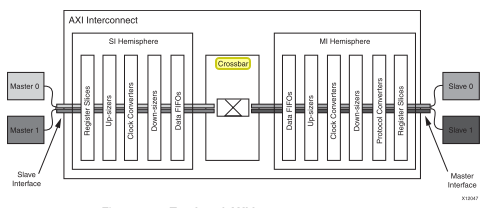 AXI Interconnect
SI Hemisphere
Crossbar
MI Hemisphere
Master 0
Master 1
Register Slices
Up-sizers
Clock Converters
Down-sizers
Data FIFOs
Data FIFOs
Up-sizers
Clock Converters
Down-sizers
Protocol Converters
Register Slices
Slave 0
Slave 1
Slave
Interface
Master
Interface
X12047